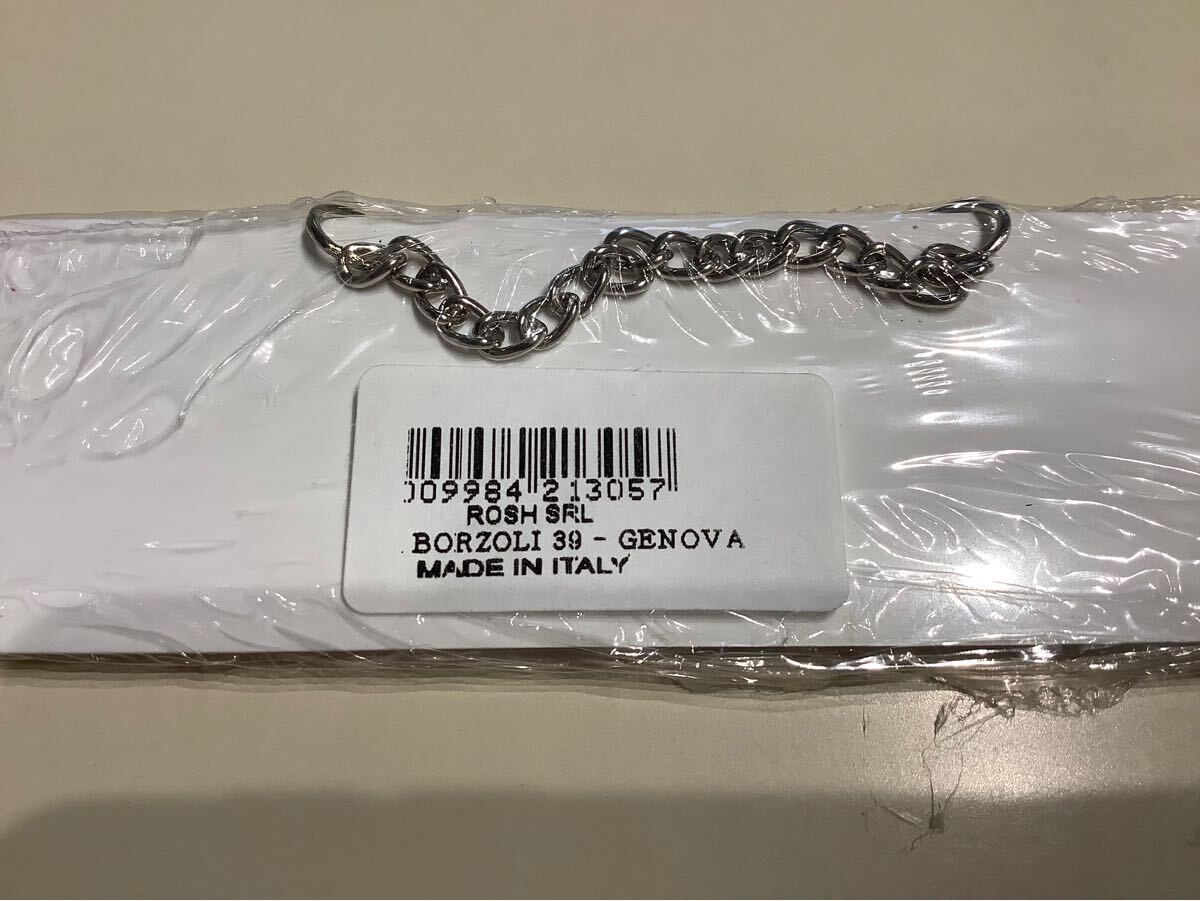 009984 213057
ROSH SRL
BORZOLI 39 - GENOVA
MADE IN ITALY